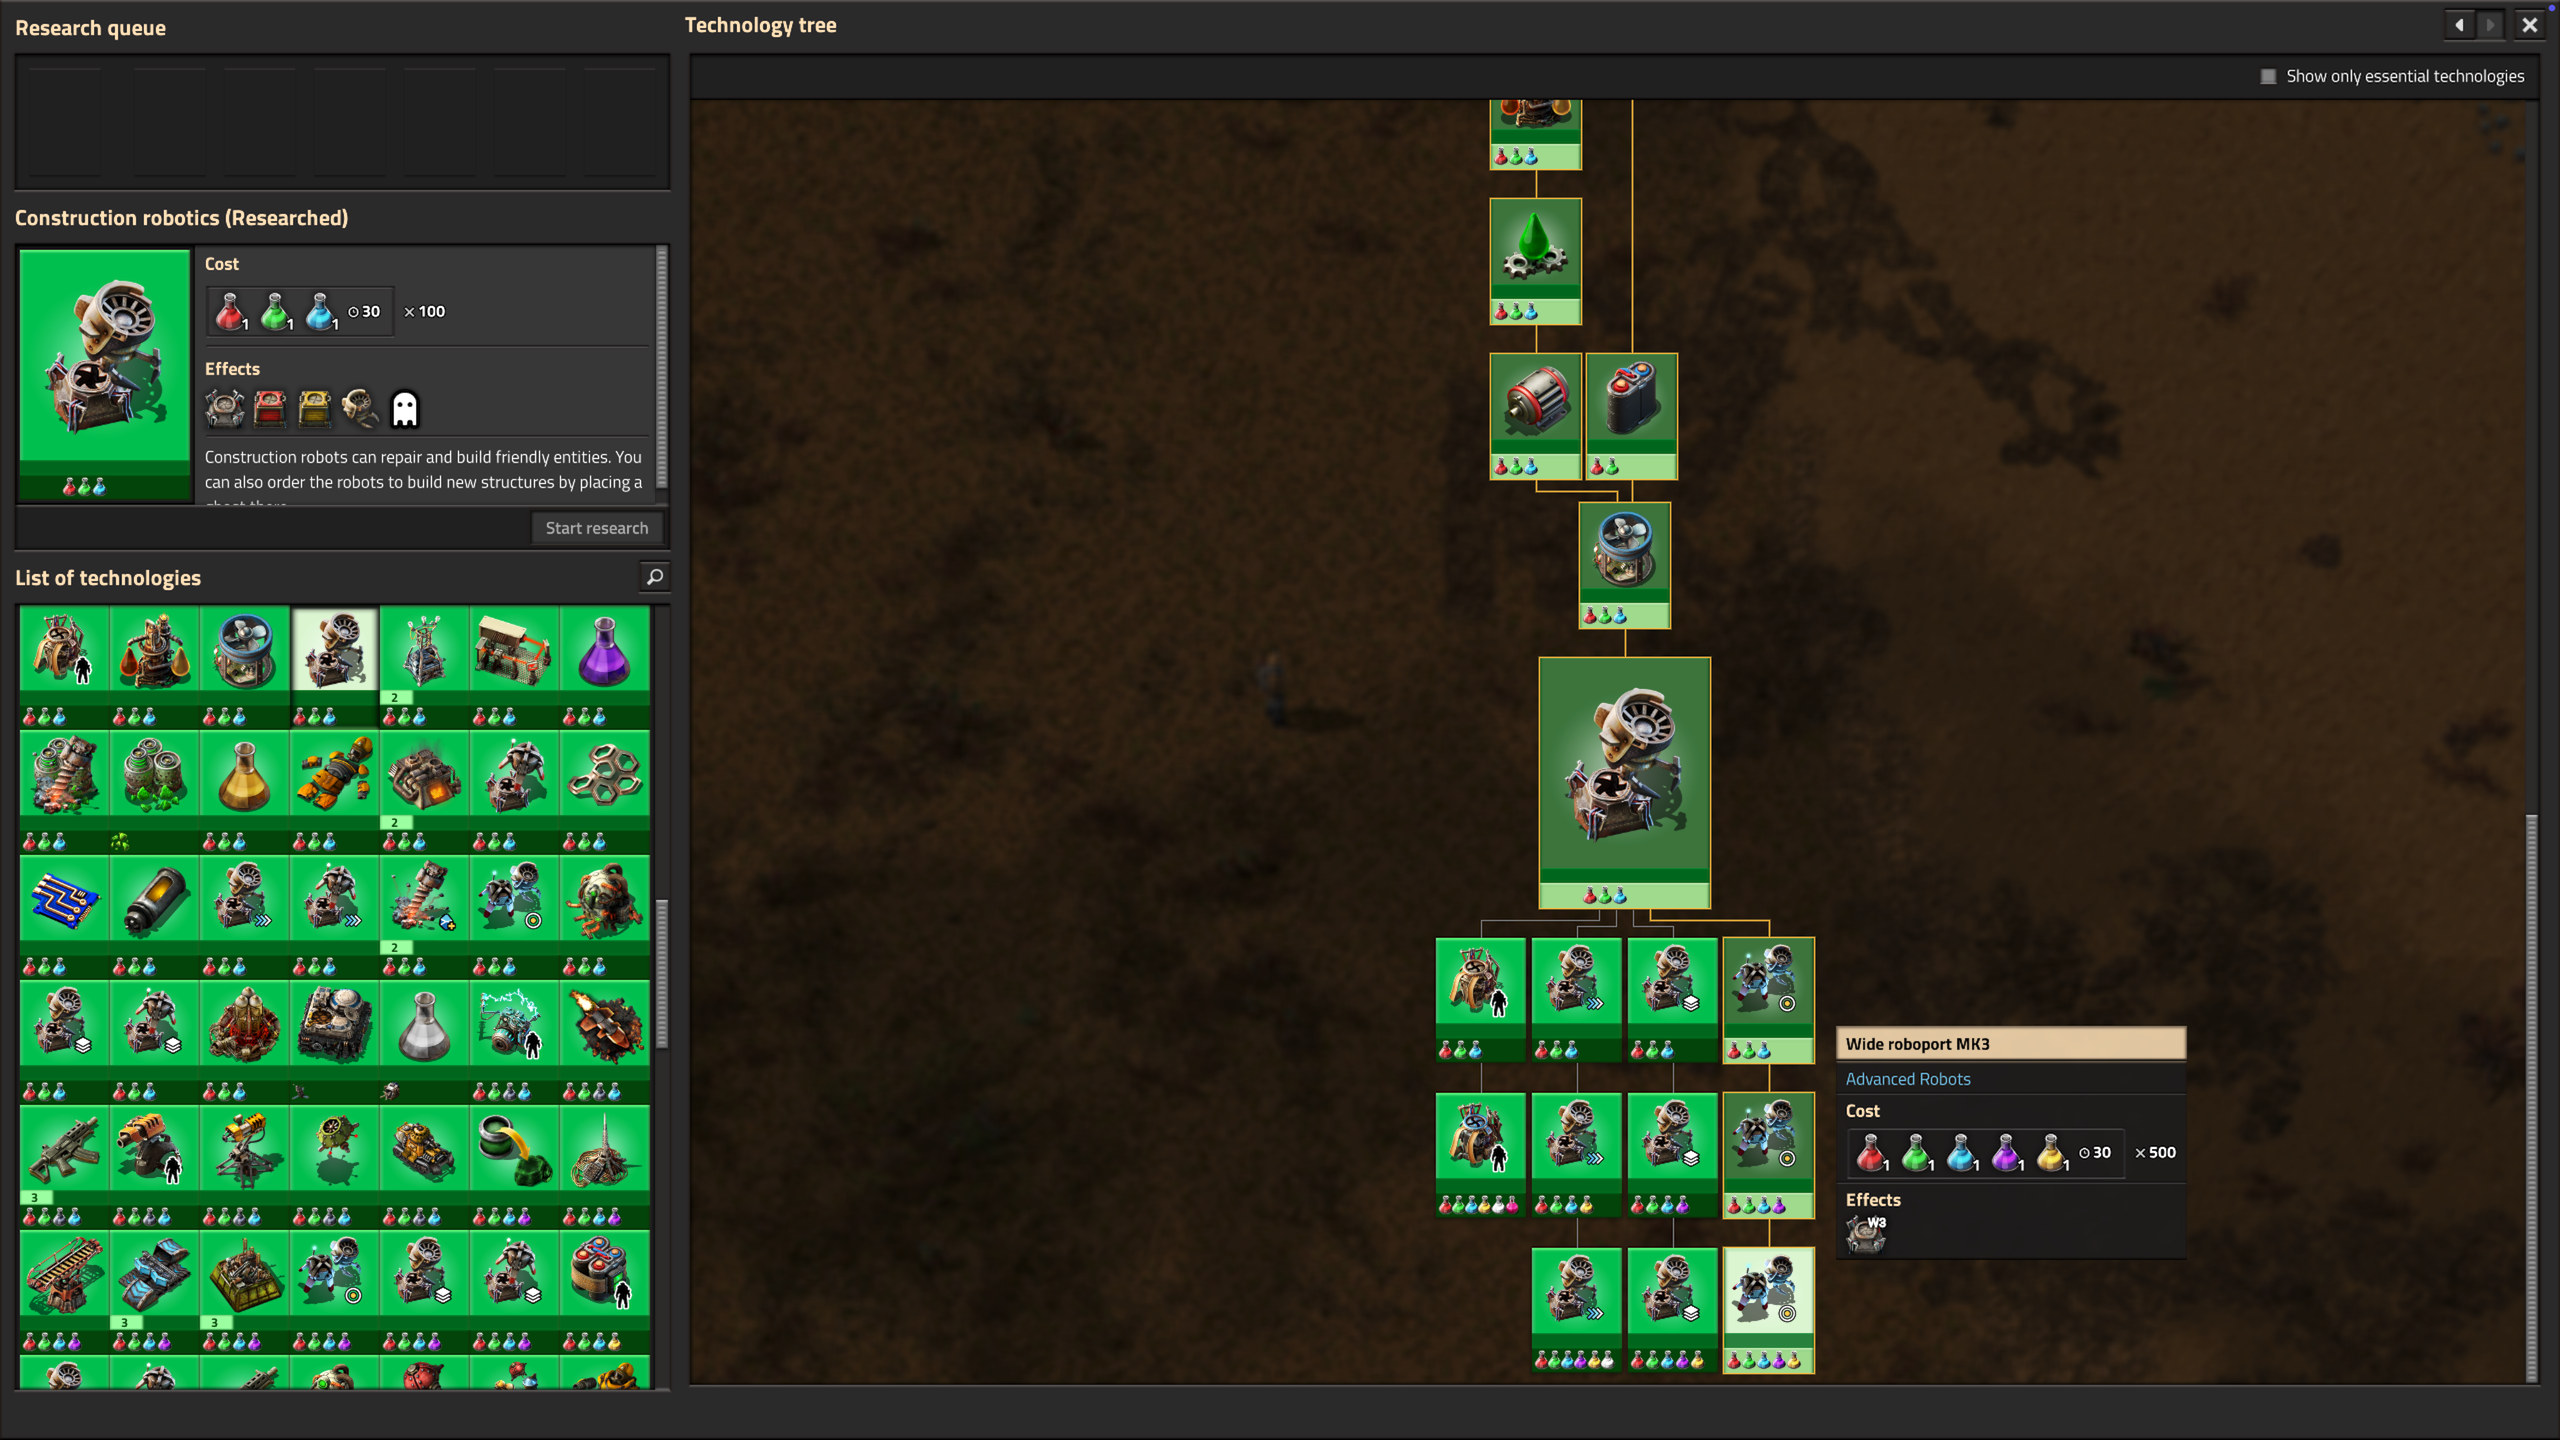 Research queue
Technology tree
Show only essential technologies
Construction robotics (Researched)
Cost
1 1 1 30 × 100
Effects
Construction robots can repair and build friendly entities. You
can also order the robots to build new structures by placing a
ghost there.
Start research
List of technologies
2
2
2
3
3 3
Wide roboport MK3
Advanced Robots
Cost
1 1 1 1 1 30 × 500
Effects
W3